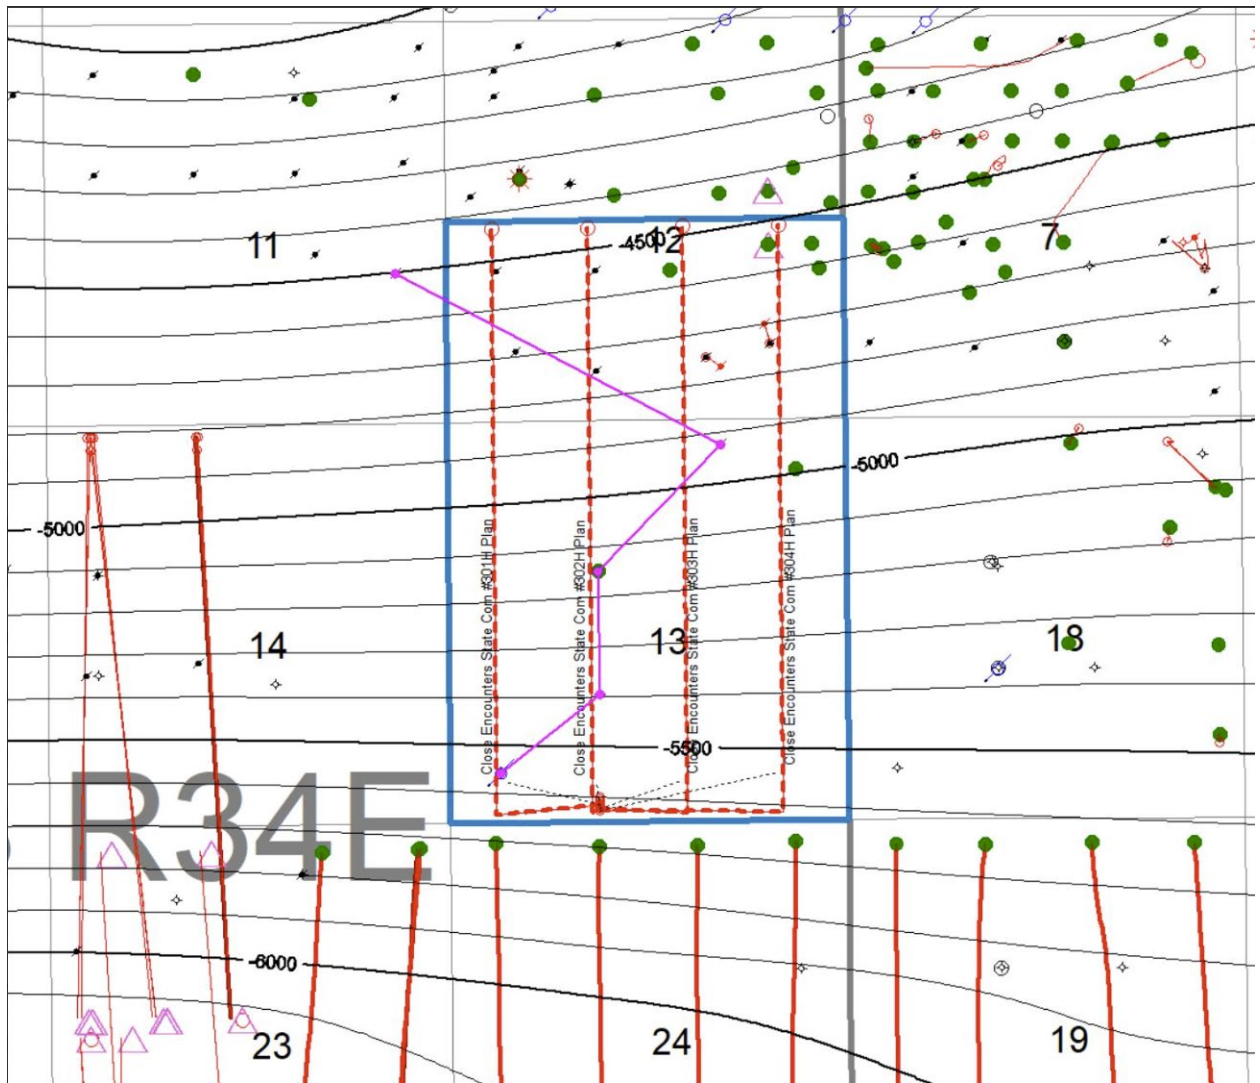 11
-4500
12
7
-5000
-5000
Close Encounters State Com #301H Plan
Close Encounters State Com #302H Plan
Close Encounters State Com #303H Plan
Close Encounters State Com #304H Plan
14
13
18
-5500
R34E
-6000
23
24
19